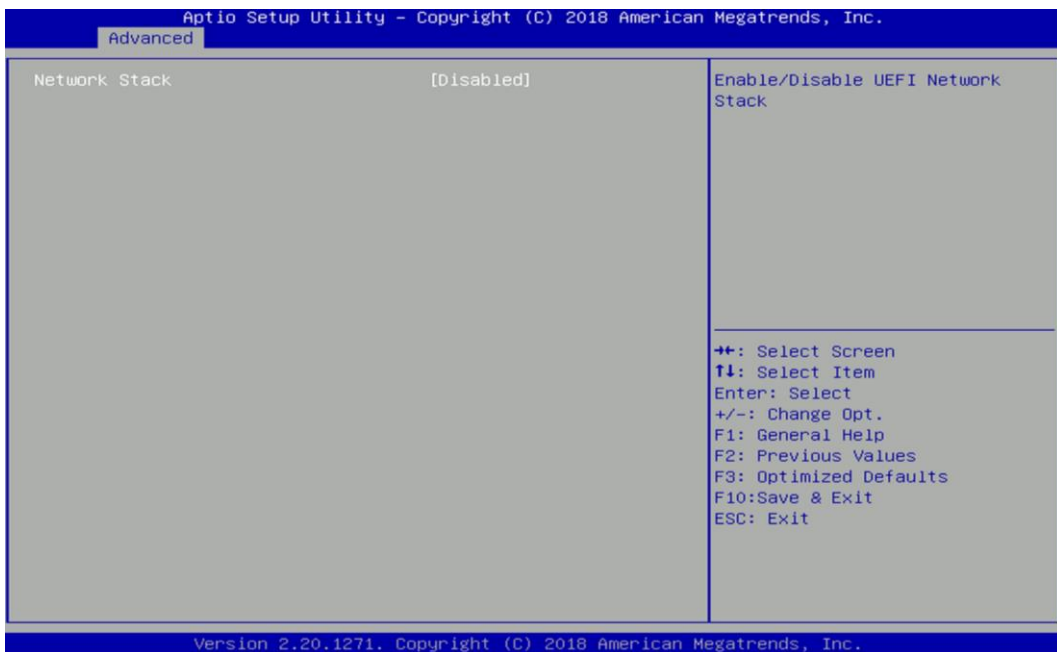 Aptio Setup Utility – Copyright (C) 2018 American Megatrends, Inc.
Advanced
Network Stack [Disabled]
Enable/Disable UEFI Network
Stack
→←: Select Screen
↑↓: Select Item
Enter: Select
+/-: Change Opt.
F1: General Help
F2: Previous Values
F3: Optimized Defaults
F10:Save & Exit
ESC: Exit
Version 2.20.1271. Copyright (C) 2018 American Megatrends, Inc.